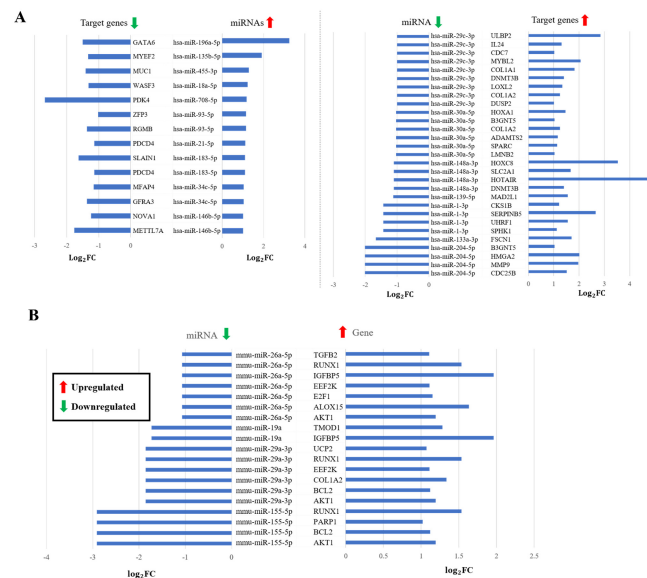 A
Target genes
miRNAs
GATA6 hsa-miR-196a-5p
MYEF2 hsa-miR-135b-5p
MUC1 hsa-miR-455-3p
WASF3 hsa-miR-18a-5p
PDK4 hsa-miR-708-5p
ZFP3 hsa-miR-93-5p
RGMB hsa-miR-93-5p
PDCD4 hsa-miR-21-5p
SLAIN1 hsa-miR-183-5p
PDCD4 hsa-miR-183-5p
MFAP4 hsa-miR-34c-5p
GFRA3 hsa-miR-34c-5p
NOVA1 hsa-miR-146b-5p
METTL7A hsa-miR-146b-5p
-3 -2 -1 0
0 2 4
Log2FC
Log2FC
miRNA
Target genes
hsa-miR-29c-3p ULBP2
hsa-miR-29c-3p IL24
hsa-miR-29c-3p CDC7
hsa-miR-29c-3p MYBL2
hsa-miR-29c-3p COL1A1
hsa-miR-29c-3p DNMT3B
hsa-miR-29c-3p LOXL2
hsa-miR-29c-3p COL1A2
hsa-miR-29c-3p DUSP2
hsa-miR-30a-5p HOXA1
hsa-miR-30a-5p B3GNT5
hsa-miR-30a-5p COL1A2
hsa-miR-30a-5p ADAMTS2
hsa-miR-30a-5p SPARC
hsa-miR-30a-5p LMNB2
hsa-miR-148a-3p HOXC8
hsa-miR-148a-3p SLC2A1
hsa-miR-148a-3p HOTAIR
hsa-miR-148a-3p DNMT3B
hsa-miR-139-5p MAD2L1
hsa-miR-1-3p CKS1B
hsa-miR-1-3p SERPINB5
hsa-miR-1-3p UHRF1
hsa-miR-1-3p SPHK1
hsa-miR-133a-3p FSCN1
hsa-miR-204-5p B3GNT5
hsa-miR-204-5p HMGA2
hsa-miR-204-5p MMP9
hsa-miR-204-5p CDC25B
-3 -2 -1 0
0 1 2 3 4
Log2FC
Log2FC
B
miRNA
Gene
Upregulated
Downregulated
mmu-miR-26a-5p TGFB2
mmu-miR-26a-5p RUNX1
mmu-miR-26a-5p IGFBP5
mmu-miR-26a-5p EEF2K
mmu-miR-26a-5p E2F1
mmu-miR-26a-5p ALOX15
mmu-miR-26a-5p AKT1
mmu-miR-19a TMOD1
mmu-miR-19a IGFBP5
mmu-miR-29a-3p UCP2
mmu-miR-29a-3p RUNX1
mmu-miR-29a-3p EEF2K
mmu-miR-29a-3p COL1A2
mmu-miR-29a-3p BCL2
mmu-miR-29a-3p AKT1
mmu-miR-155-5p RUNX1
mmu-miR-155-5p PARP1
mmu-miR-155-5p BCL2
mmu-miR-155-5p AKT1
-4 -3 -2 -1 0
0 0.5 1 1.5 2 2.5
log2FC
log2FC